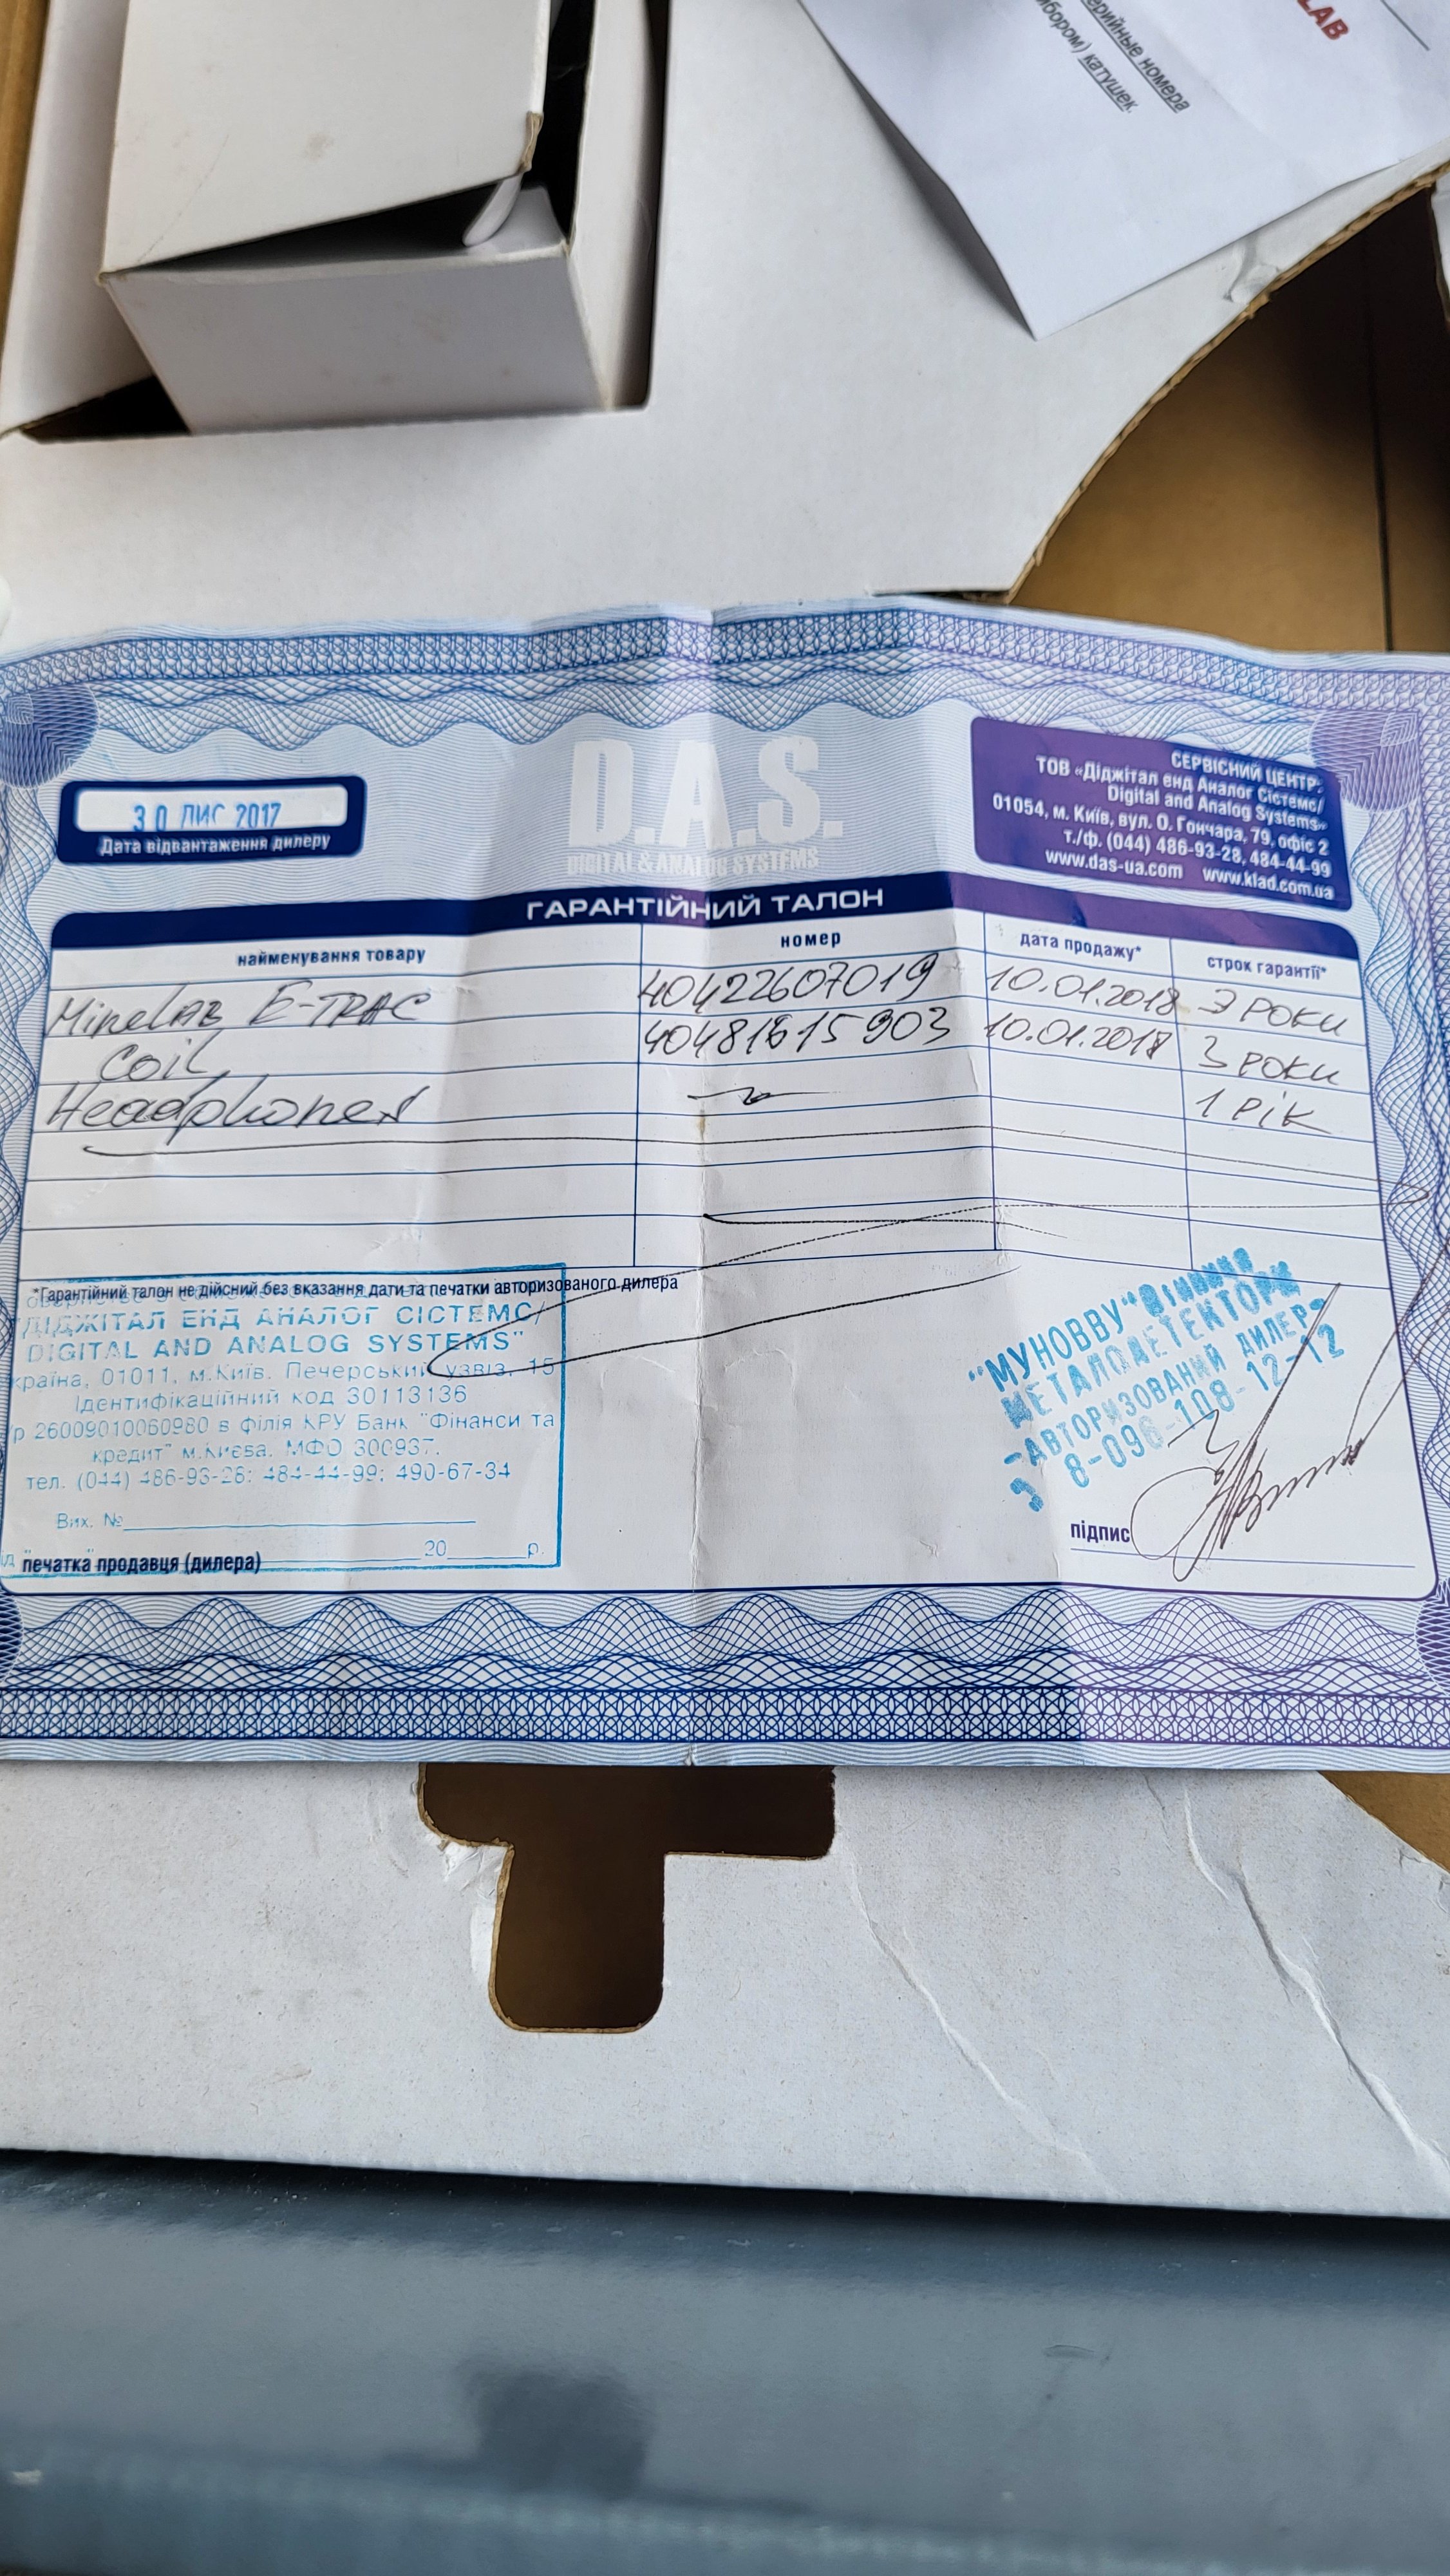 LAB
ерийные номера
ибором) катушек.
30 ЛИС 2017
Дата відвантаження дилеру
D.A.S.
DIGITAL & ANALOG SYSTEMS
СЕРВІСНИЙ ЦЕНТР:
ТОВ «Діджітал енд Аналог Сістемс/
Digital and Analog Systems»
01054, м. Київ, вул. О. Гончара, 79, офіс 2
т./ф. (044) 486-93-28, 484-44-99
www.das-ua.com www.klad.com.ua
ГАРАНТІЙНИЙ ТАЛОН
найменування товару номер дата продажу* строк гарантії*
MineLAB E-TRAC 40422607019 10.01.2018 3 РОКИ
Coil 40481615903 10.01.2018 3 РОКИ
Headphones 1 РІК
*Гарантійний талон не дійсний без вказання дати та печатки авторизованого дилера
"ДІДЖІТАЛ ЕНД АНАЛОГ СІСТЕМС/
DIGITAL AND ANALOG SYSTEMS"
країна, 01011, м.Київ. Печерський узвіз, 15
Ідентифікаційний код 30113136
р 26009010060980 в філія КРУ Банк "Фінанси та
кредит" м.Києва. МФО 300937.
тел. (044) 486-93-28: 484-44-99; 490-67-34
Вих. №
20 р.
печатка продавця (дилера)
МЕТАЛОДЕТЕКТОРИ
-АВТОРИЗОВАНИЙ ДИЛЕР
8-096-108-12-12
підпис